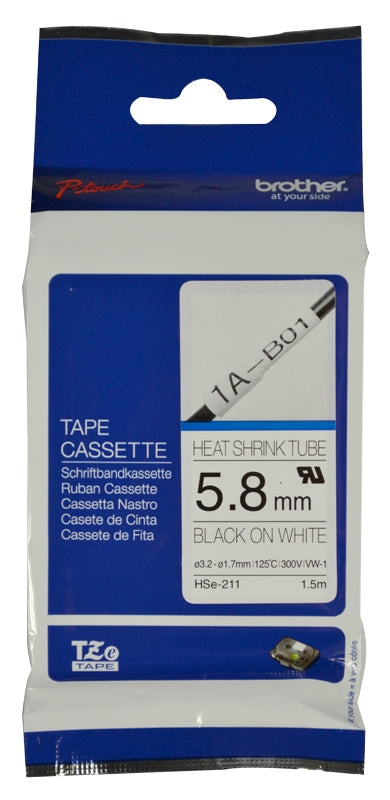 P-touch
brother
at your side
1A-B01
TAPE
CASSETTE
Schriftbandkassette
Ruban Cassette
Cassetta Nastro
Casete de Cinta
Cassete de Fita
HEAT SHRINK TUBE
5.8 mm
BLACK ON WHITE
ø3.2-ø1.7mm|125℃|300V|VW-1
HSe-211 1.5m
TZe
TAPE